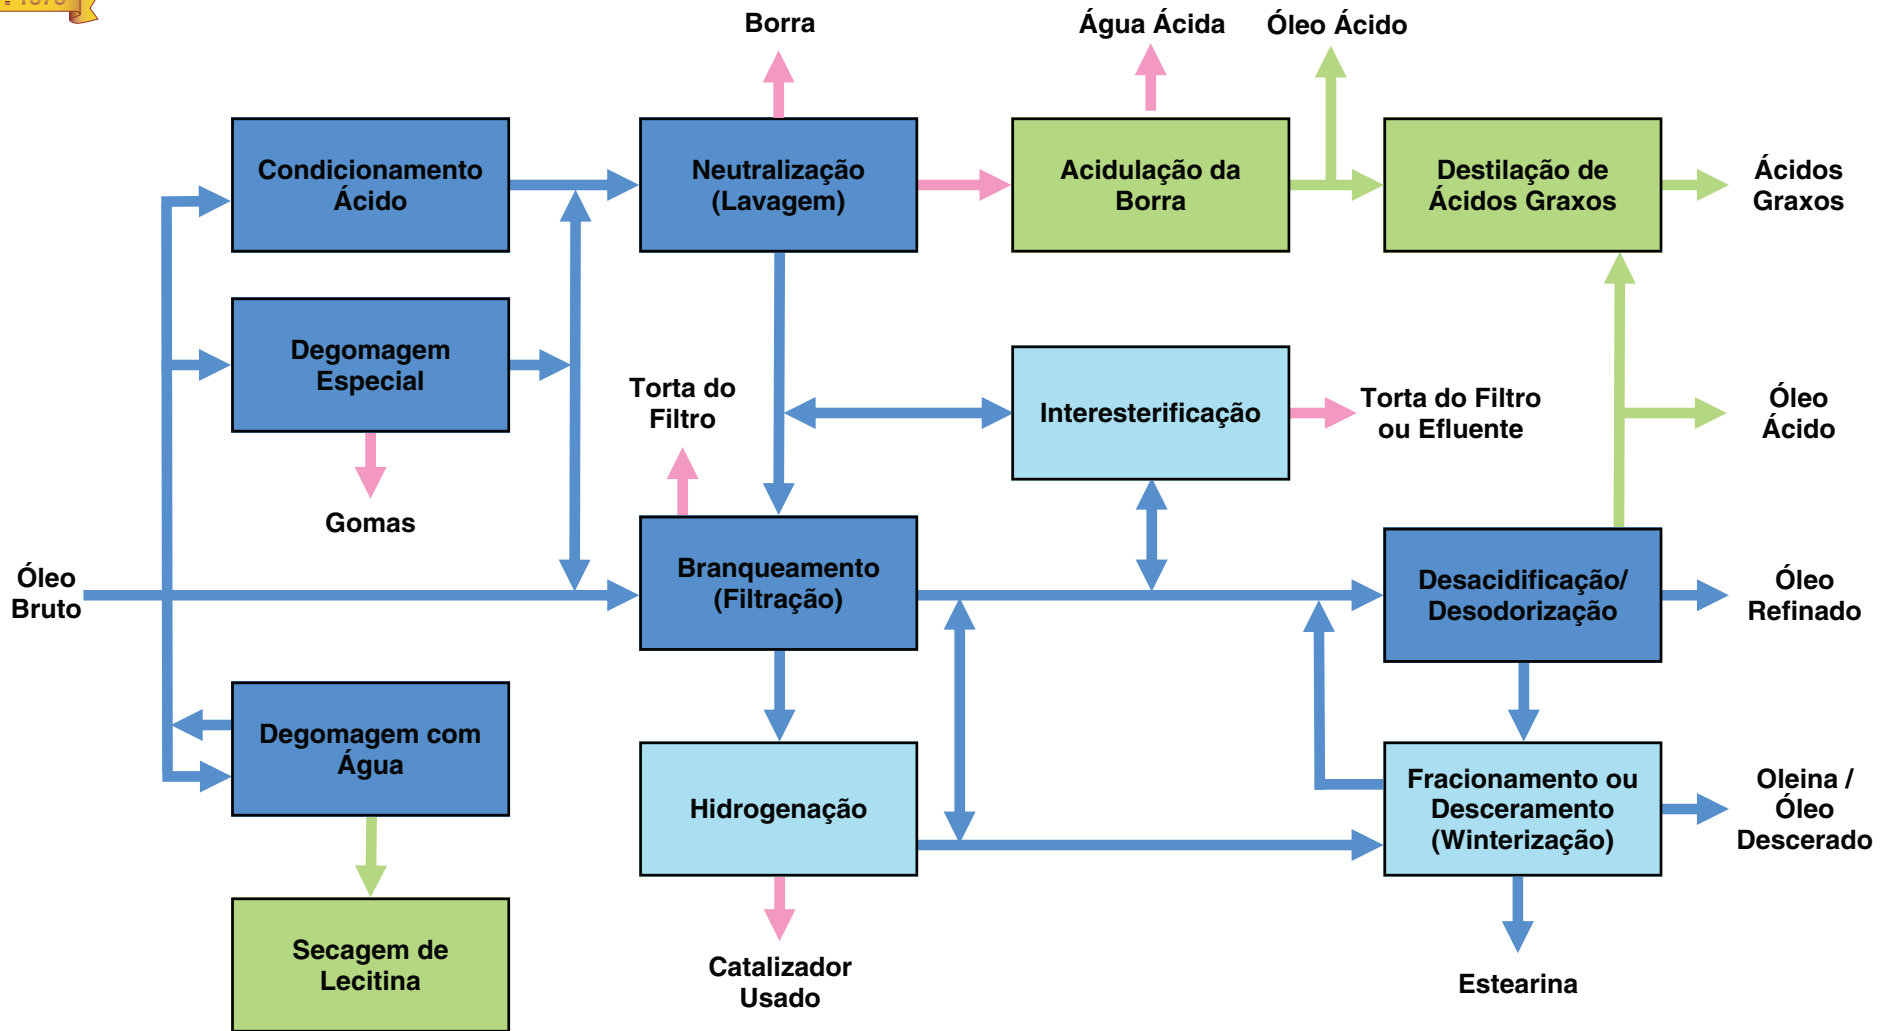 Borra
Água Ácida
Óleo Ácido
Condicionamento
Ácido
Neutralização
(Lavagem)
Acidulação da
Borra
Destilação de
Ácidos Graxos
Ácidos
Graxos
Degomagem
Especial
Torta do
Filtro
Interesterificação
Torta do Filtro
ou Efluente
Óleo
Ácido
Gomas
Óleo
Bruto
Branqueamento
(Filtração)
Desacidificação/
Desodorização
Óleo
Refinado
Degomagem com
Água
Hidrogenação
Fracionamento ou
Desceramento
(Winterização)
Oleina /
Óleo
Descerado
Secagem de
Lecitina
Catalizador
Usado
Estearina